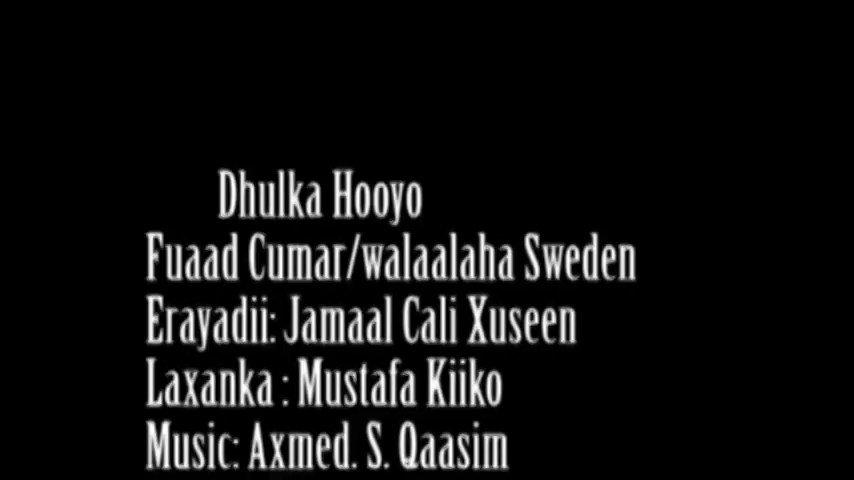 Dhulka Hooyo
Fuaad Cumar/walaalaha Sweden
Erayadii: Jamaal Cali Xuseen
Laxanka : Mustafa Kiiko
Music: Axmed. S. Qaasim